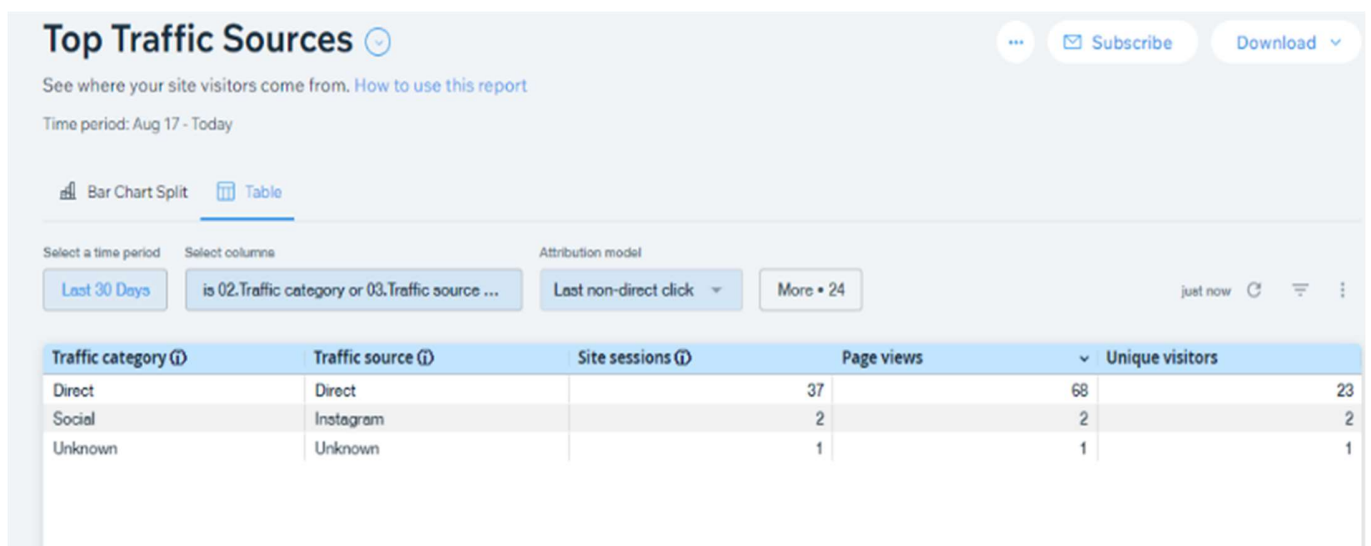 Top Traffic Sources
... Subscribe Download
See where your site visitors come from. How to use this report
Time period: Aug 17 - Today
Bar Chart Split Table
Select a time period Select columns Attribution model
Last 30 Days is 02.Traffic category or 03.Traffic source ... Last non-direct click More • 24 just now
Traffic category Traffic source Site sessions Page views Unique visitors
Direct Direct 37 68 23
Social Instagram 2 2 2
Unknown Unknown 1 1 1